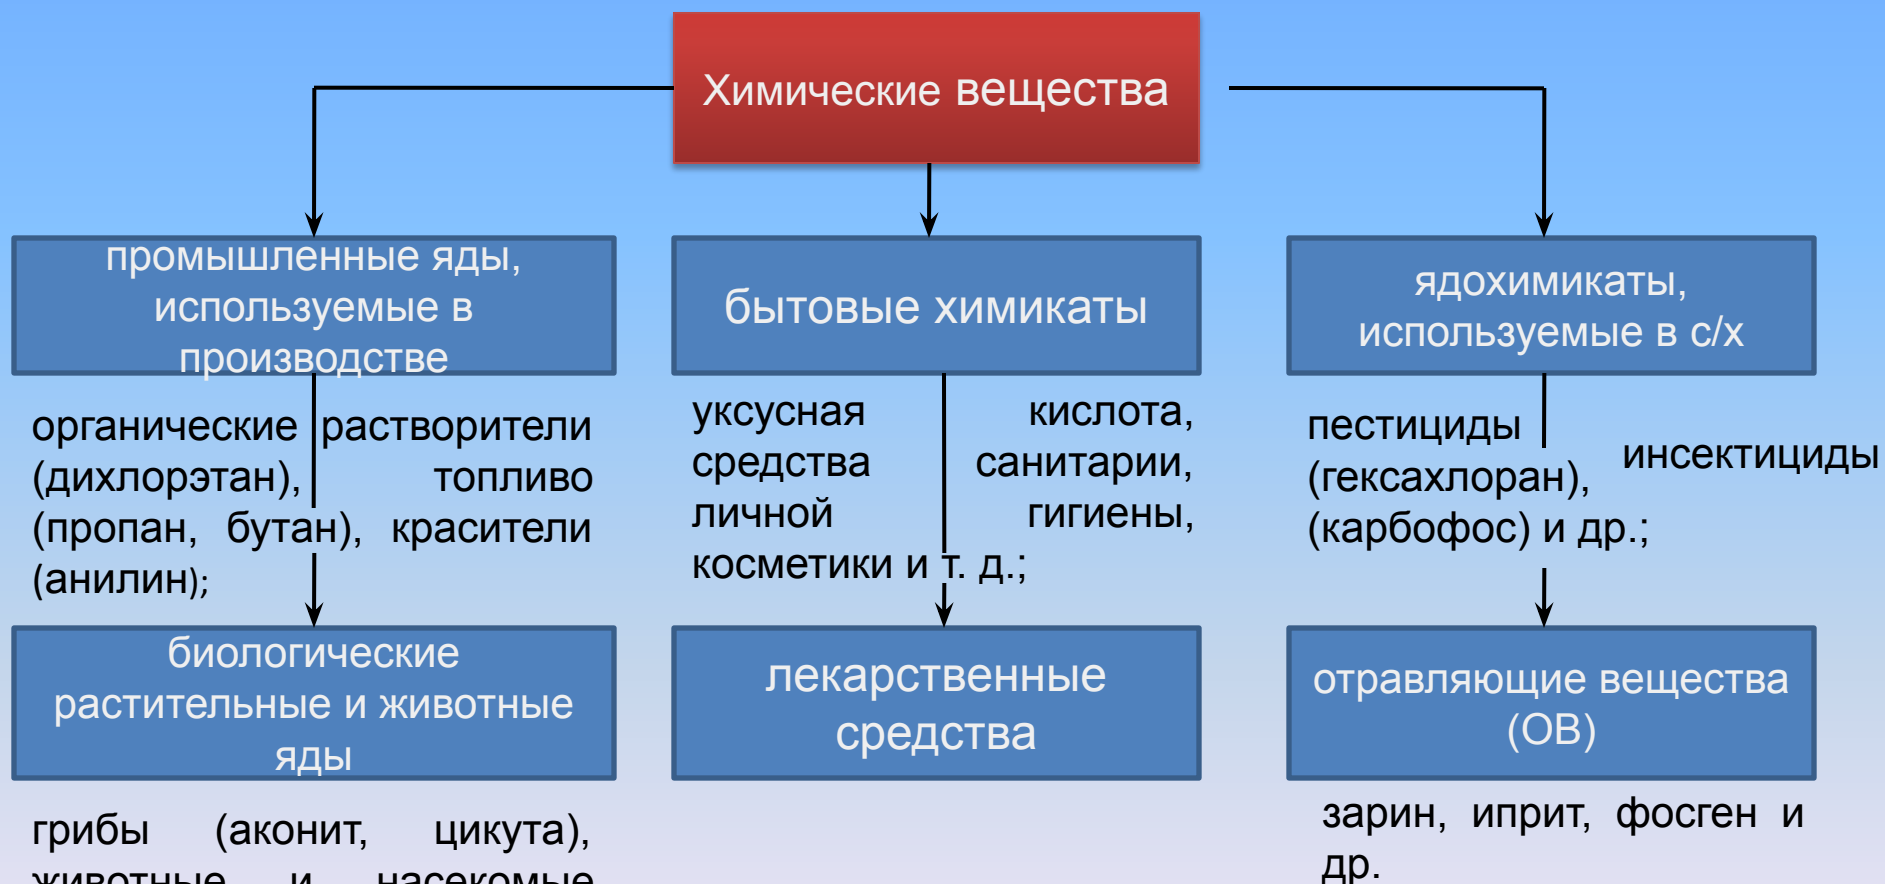 Химические вещества
промышленные яды,
используемые в
производстве
бытовые химикаты
ядохимикаты,
используемые в с/х
органические растворители
(дихлорэтан), топливо
(пропан, бутан), красители
(анилин);
уксусная кислота,
средства санитарии,
личной гигиены,
косметики и т. д.;
пестициды
(гексахлоран), инсектициды
(карбофос) и др.;
биологические
растительные и животные
яды
лекарственные
средства
отравляющие вещества
(ОВ)
грибы (аконит, цикута),
животные и насекомые
зарин, иприт, фосген и
др.